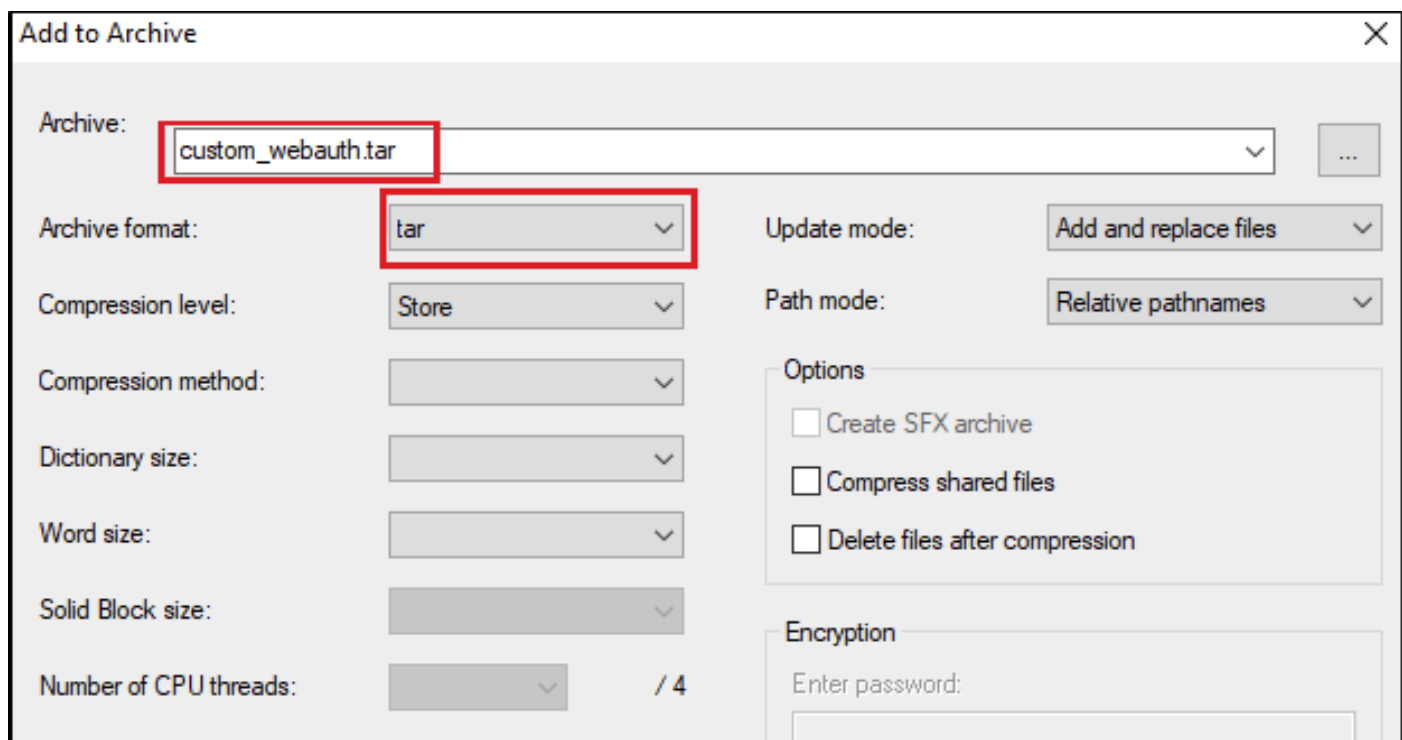 Add to Archive
Archive:
custom_webauth.tar
...
Archive format:
tar
Update mode:
Add and replace files
Compression level:
Store
Path mode:
Relative pathnames
Compression method:
Options
Create SFX archive
Dictionary size:
Compress shared files
Word size:
Delete files after compression
Solid Block size:
Encryption
Number of CPU threads:
/ 4
Enter password: